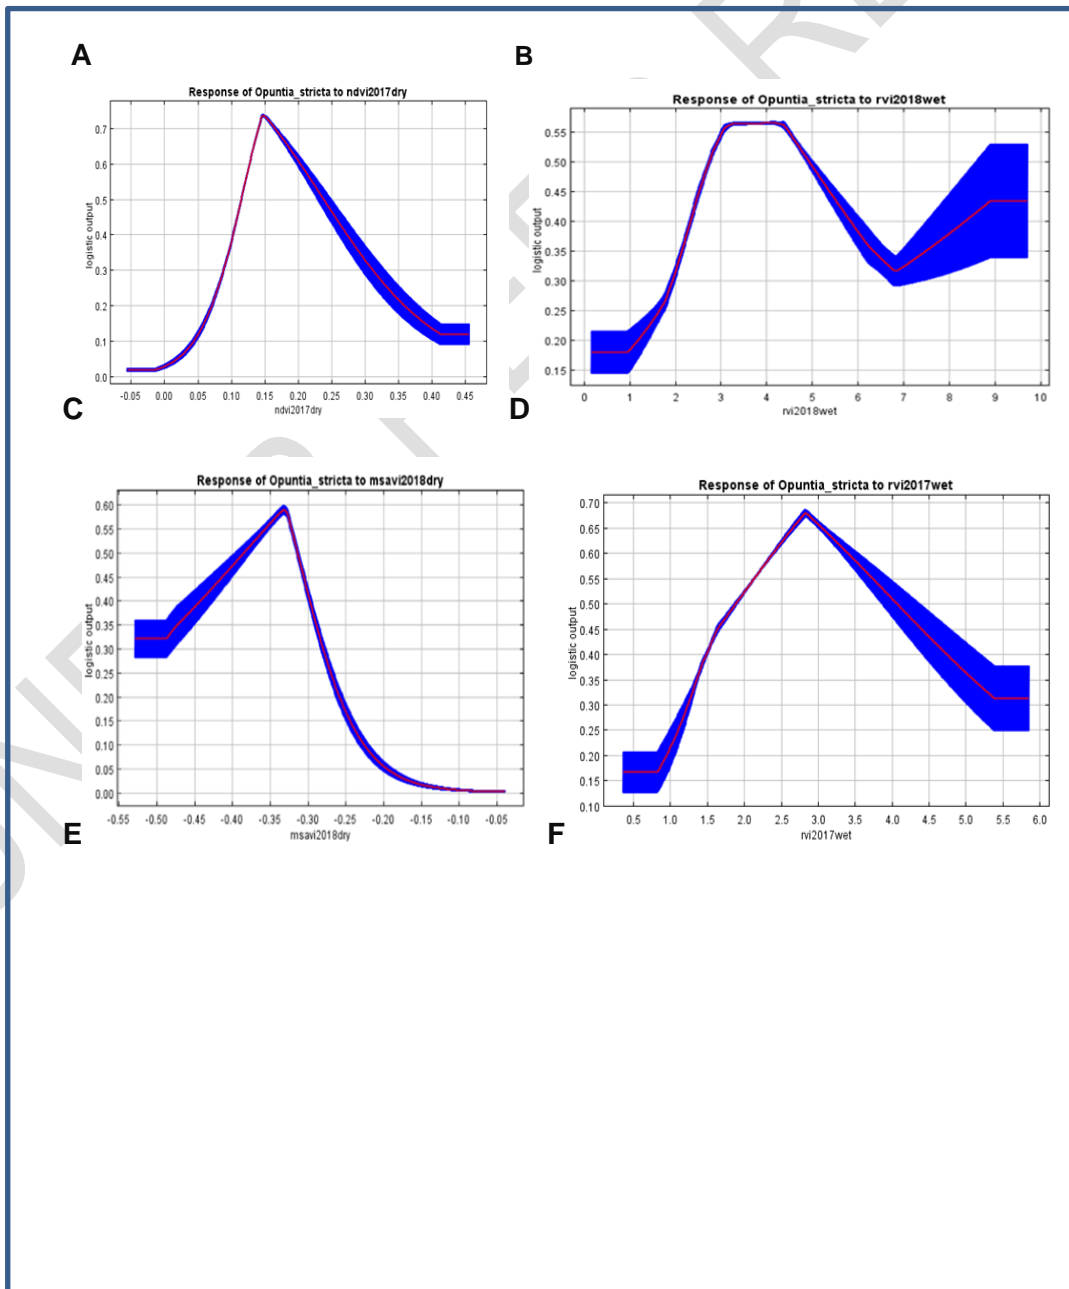 A
B
Response of Opuntia_stricta to ndvi2017dry
logistic output
0.7
0.6
0.5
0.4
0.3
0.2
0.1
0.0
-0.05 0.00 0.05 0.10 0.15 0.20 0.25 0.30 0.35 0.40 0.45
ndvi2017dry
Response of Opuntia_stricta to rvi2018wet
logistic output
0.55
0.50
0.45
0.40
0.35
0.30
0.25
0.20
0.15
0 1 2 3 4 5 6 7 8 9 10
rvi2018wet
C
D
Response of Opuntia_stricta to msavi2018dry
logistic output
0.60
0.55
0.50
0.45
0.40
0.35
0.30
0.25
0.20
0.15
0.10
0.05
0.00
-0.55 -0.50 -0.45 -0.40 -0.35 -0.30 -0.25 -0.20 -0.15 -0.10 -0.05
msavi2018dry
Response of Opuntia_stricta to rvi2017wet
logistic output
0.70
0.65
0.60
0.55
0.50
0.45
0.40
0.35
0.30
0.25
0.20
0.15
0.10
0.5 1.0 1.5 2.0 2.5 3.0 3.5 4.0 4.5 5.0 5.5 6.0
rvi2017wet
E
F